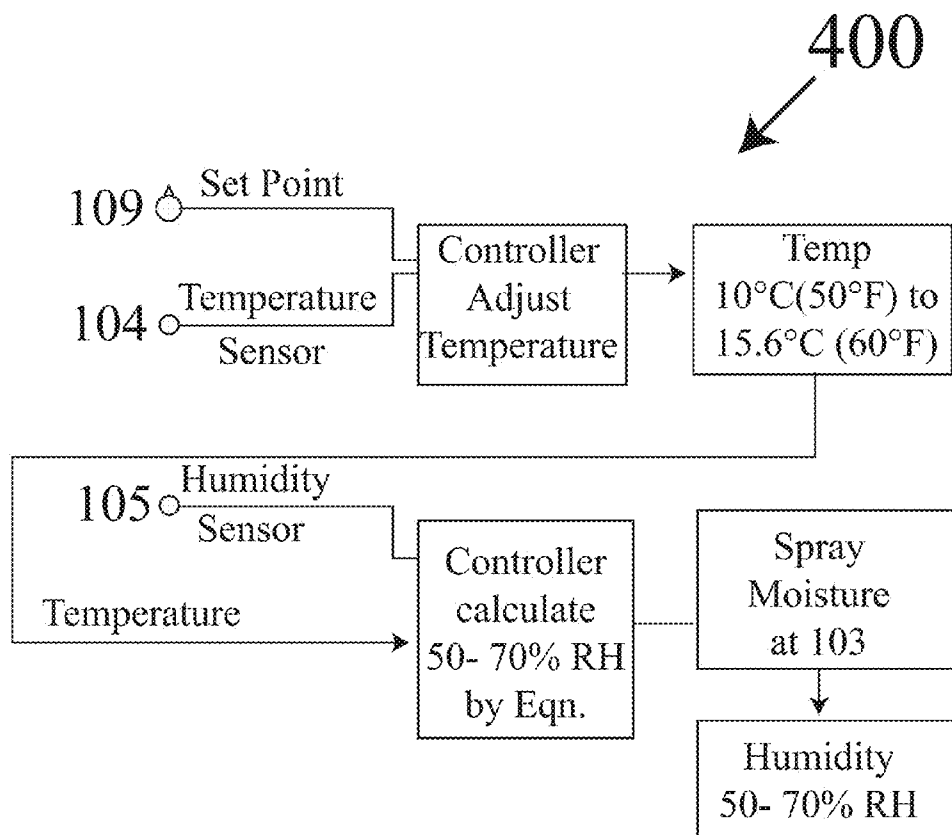 400
109
Set Point
104
Temperature
Sensor
Controller
Adjust
Temperature
Temp
10°C(50°F) to
15.6°C (60°F)
105
Humidity
Sensor
Temperature
Controller
calculate
50- 70% RH
by Eqn.
Spray
Moisture
at 103
Humidity
50- 70% RH